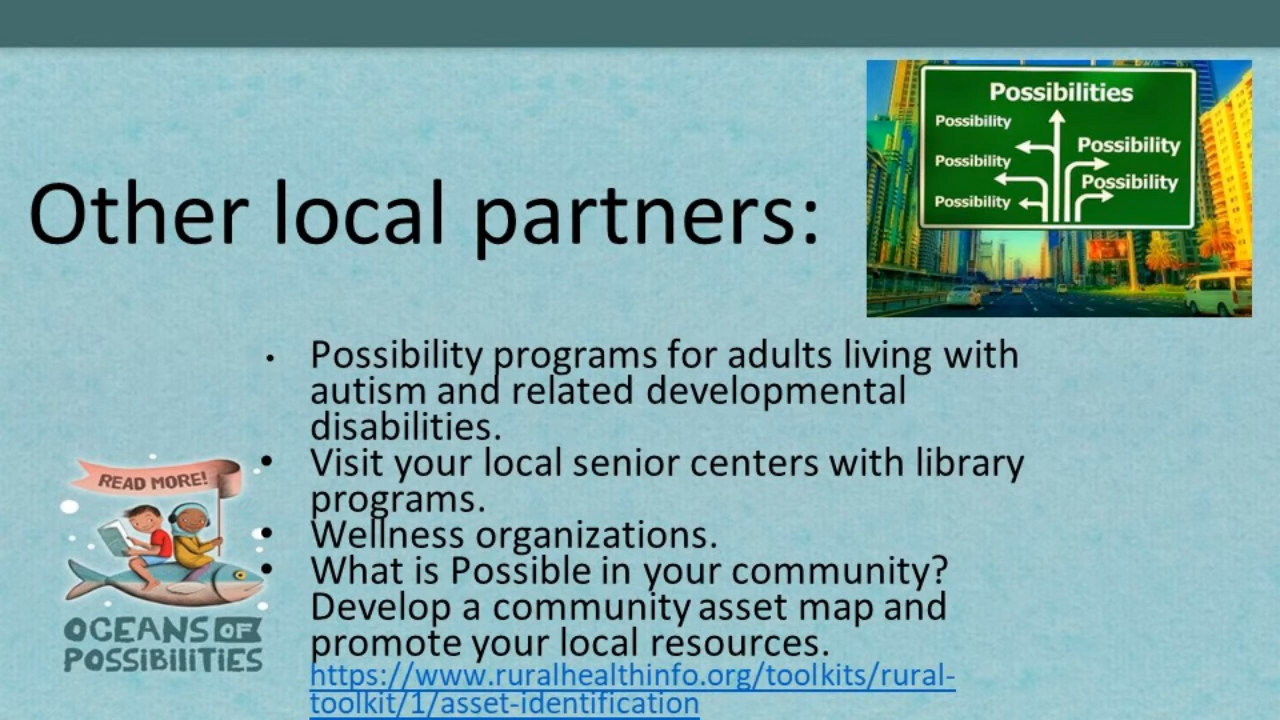 Possibilities
Possibility
Possibility
Possibility
Possibility
Possibility
Other local partners:
• Possibility programs for adults living with
autism and related developmental
disabilities.
• Visit your local senior centers with library
programs.
• Wellness organizations.
• What is Possible in your community?
Develop a community asset map and
promote your local resources.
https://www.ruralhealthinfo.org/toolkits/rural-
toolkit/1/asset-identification
READ MORE!
OCEANS OF
POSSIBILITIES